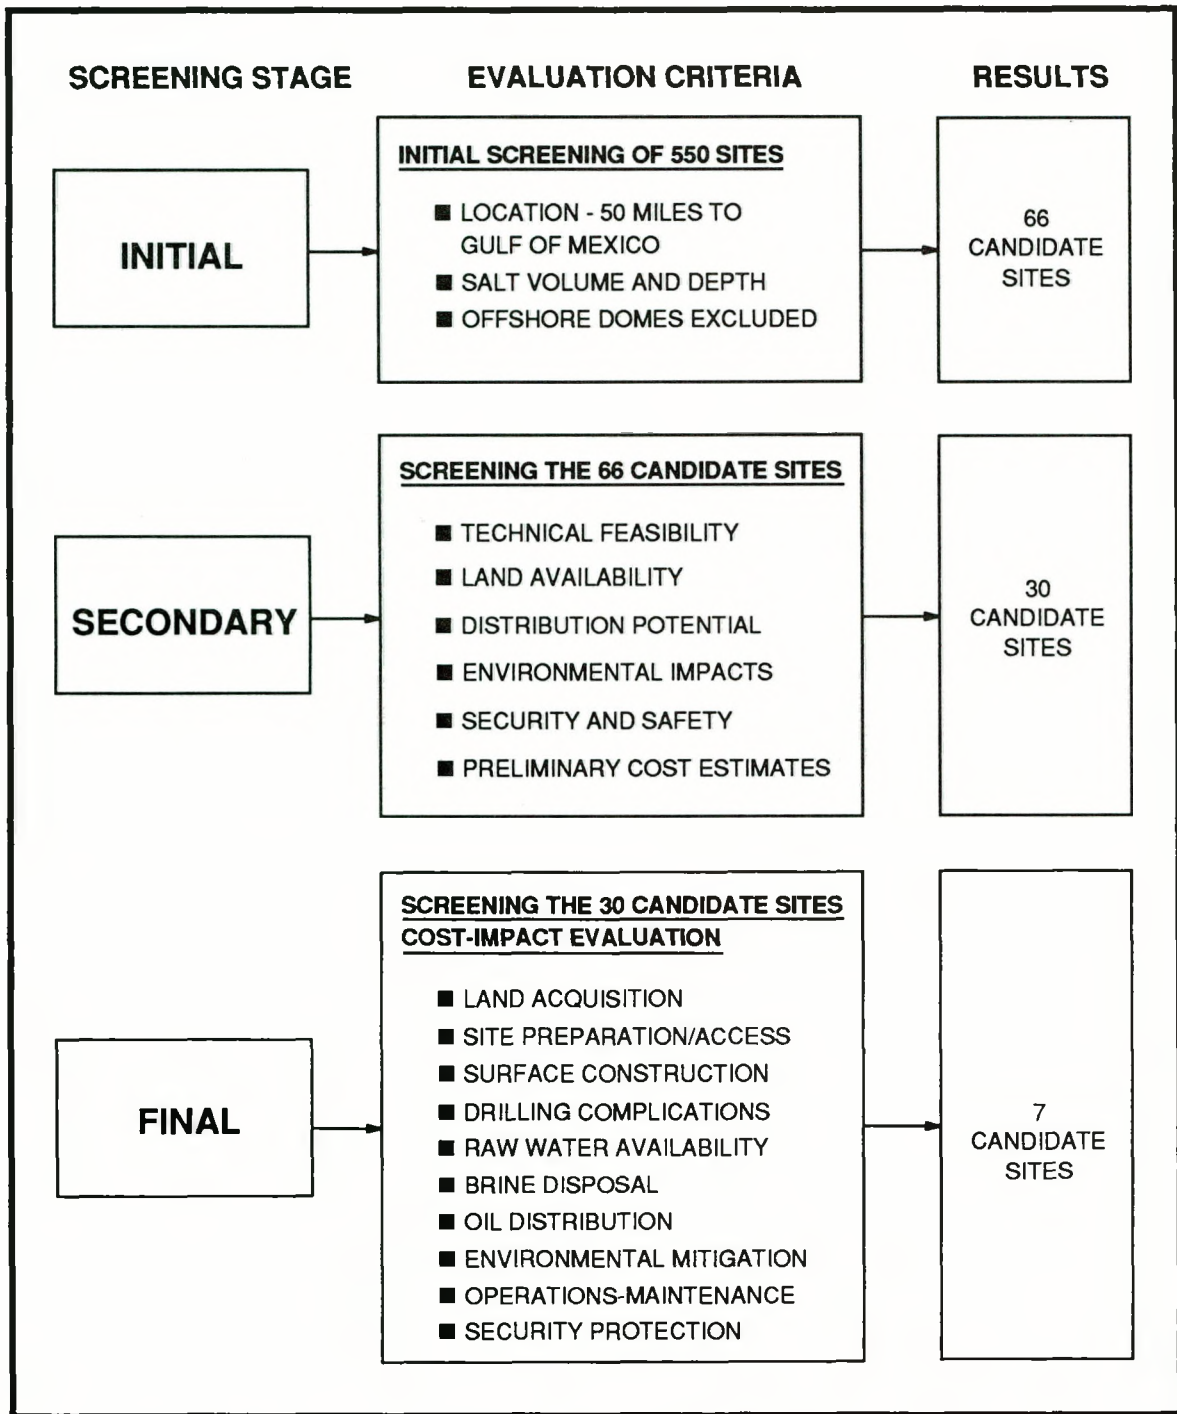 SCREENING STAGE
EVALUATION CRITERIA
RESULTS
INITIAL
INITIAL SCREENING OF 550 SITES
■ LOCATION - 50 MILES TO
GULF OF MEXICO
■ SALT VOLUME AND DEPTH
■ OFFSHORE DOMES EXCLUDED
66
CANDIDATE
SITES
SECONDARY
SCREENING THE 66 CANDIDATE SITES
■ TECHNICAL FEASIBILITY
■ LAND AVAILABILITY
■ DISTRIBUTION POTENTIAL
■ ENVIRONMENTAL IMPACTS
■ SECURITY AND SAFETY
■ PRELIMINARY COST ESTIMATES
30
CANDIDATE
SITES
FINAL
SCREENING THE 30 CANDIDATE SITES
COST-IMPACT EVALUATION
■ LAND ACQUISITION
■ SITE PREPARATION/ACCESS
■ SURFACE CONSTRUCTION
■ DRILLING COMPLICATIONS
■ RAW WATER AVAILABILITY
■ BRINE DISPOSAL
■ OIL DISTRIBUTION
■ ENVIRONMENTAL MITIGATION
■ OPERATIONS-MAINTENANCE
■ SECURITY PROTECTION
7
CANDIDATE
SITES